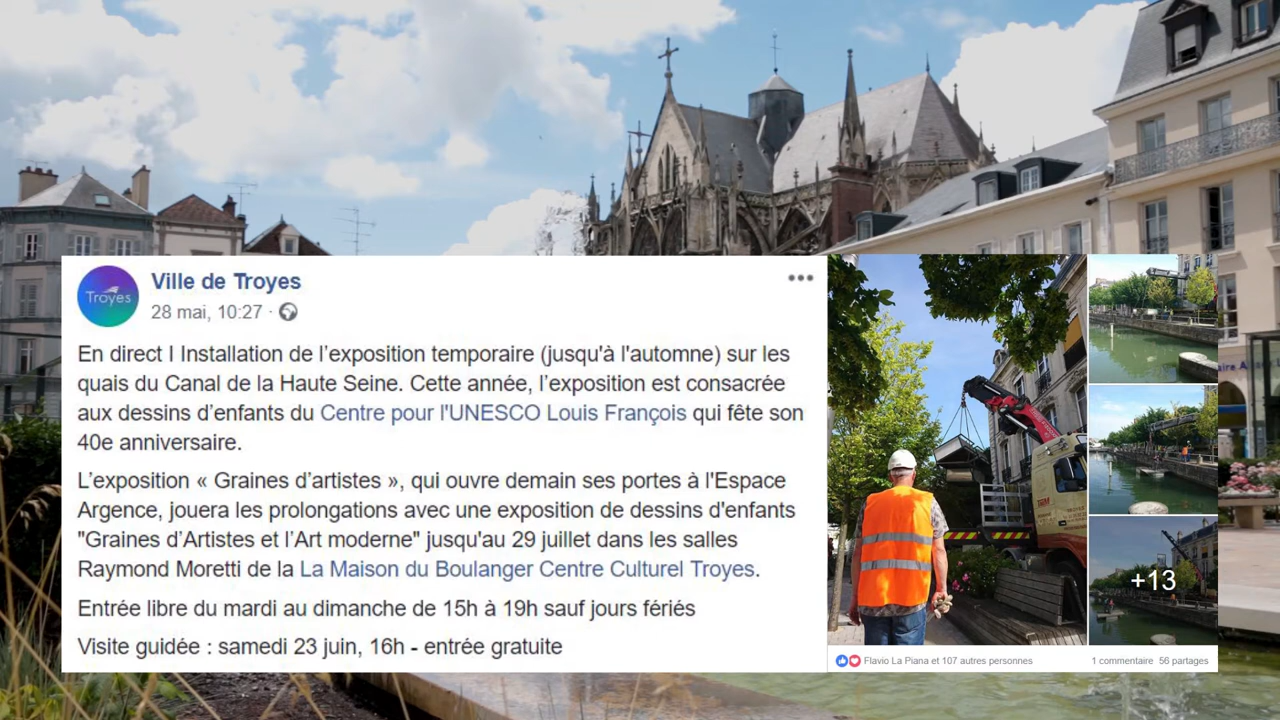 Troyes
Ville de Troyes
28 mai, 10:27 ·
En direct I Installation de l’exposition temporaire (jusqu'à l'automne) sur les
quais du Canal de la Haute Seine. Cette année, l’exposition est consacrée
aux dessins d’enfants du Centre pour l'UNESCO Louis François qui fête son
40e anniversaire.
L’exposition « Graines d’artistes », qui ouvre demain ses portes à l'Espace
Argence, jouera les prolongations avec une exposition de dessins d'enfants
"Graines d’Artistes et l’Art moderne" jusqu'au 29 juillet dans les salles
Raymond Moretti de la La Maison du Boulanger Centre Culturel Troyes.
Entrée libre du mardi au dimanche de 15h à 19h sauf jours fériés
Visite guidée : samedi 23 juin, 16h - entrée gratuite
+13
Flavio La Piana et 107 autres personnes
1 commentaire 56 partages